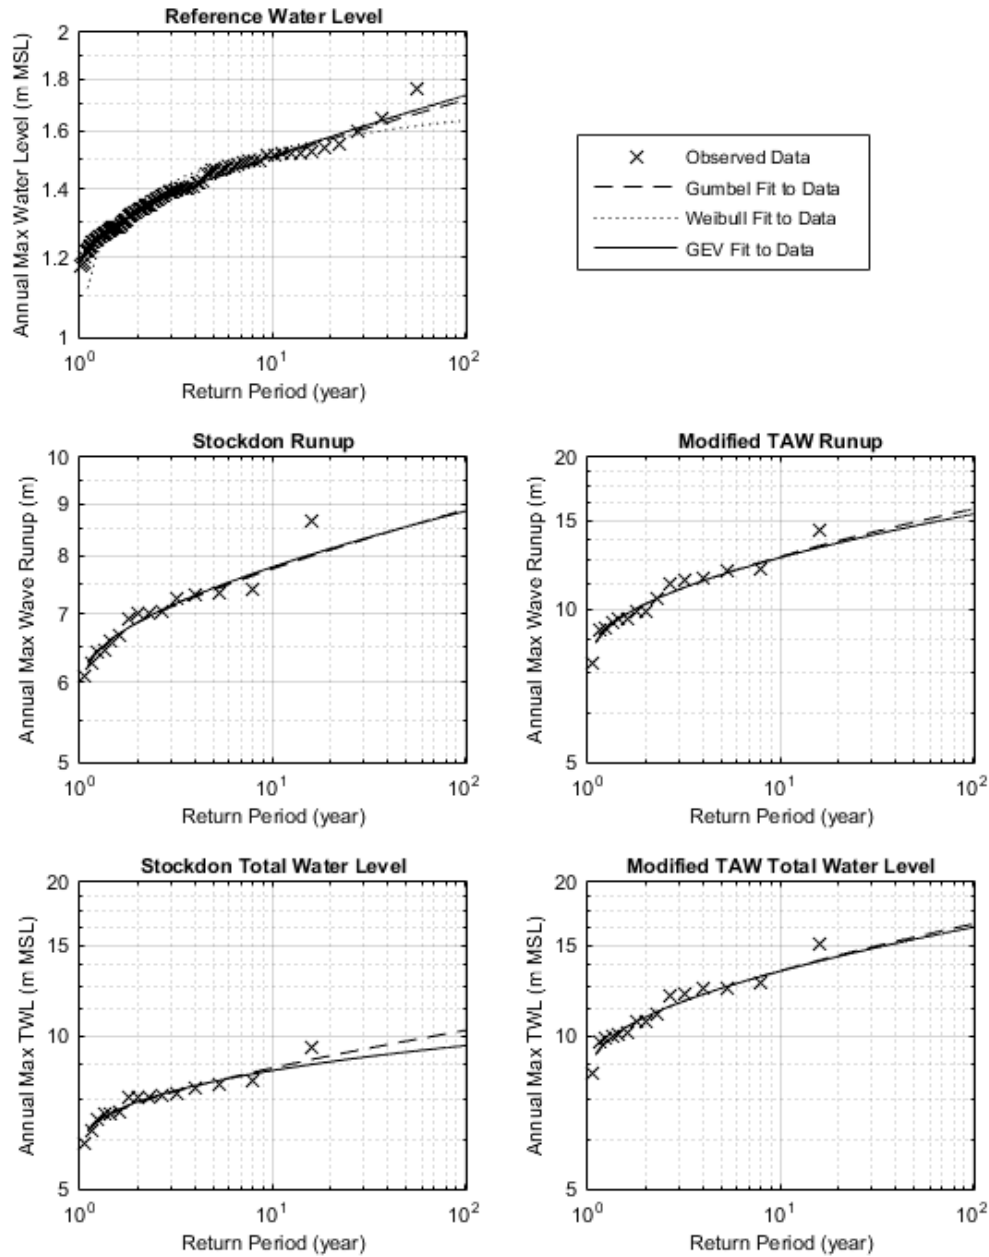 Reference Water Level
Annual Max Water Level (m MSL)
2
1.8
1.6
1.4
1.2
1
10^0
10^1
10^2
Return Period (year)
Observed Data
Gumbel Fit to Data
Weibull Fit to Data
GEV Fit to Data
Stockdon Runup
Annual Max Wave Runup (m)
10
9
8
7
6
5
10^0
10^1
10^2
Return Period (year)
Modified TAW Runup
Annual Max Wave Runup (m)
20
15
10
5
10^0
10^1
10^2
Return Period (year)
Stockdon Total Water Level
Annual Max TWL (m MSL)
20
15
10
5
10^0
10^1
10^2
Return Period (year)
Modified TAW Total Water Level
Annual Max TWL (m MSL)
20
15
10
5
10^0
10^1
10^2
Return Period (year)